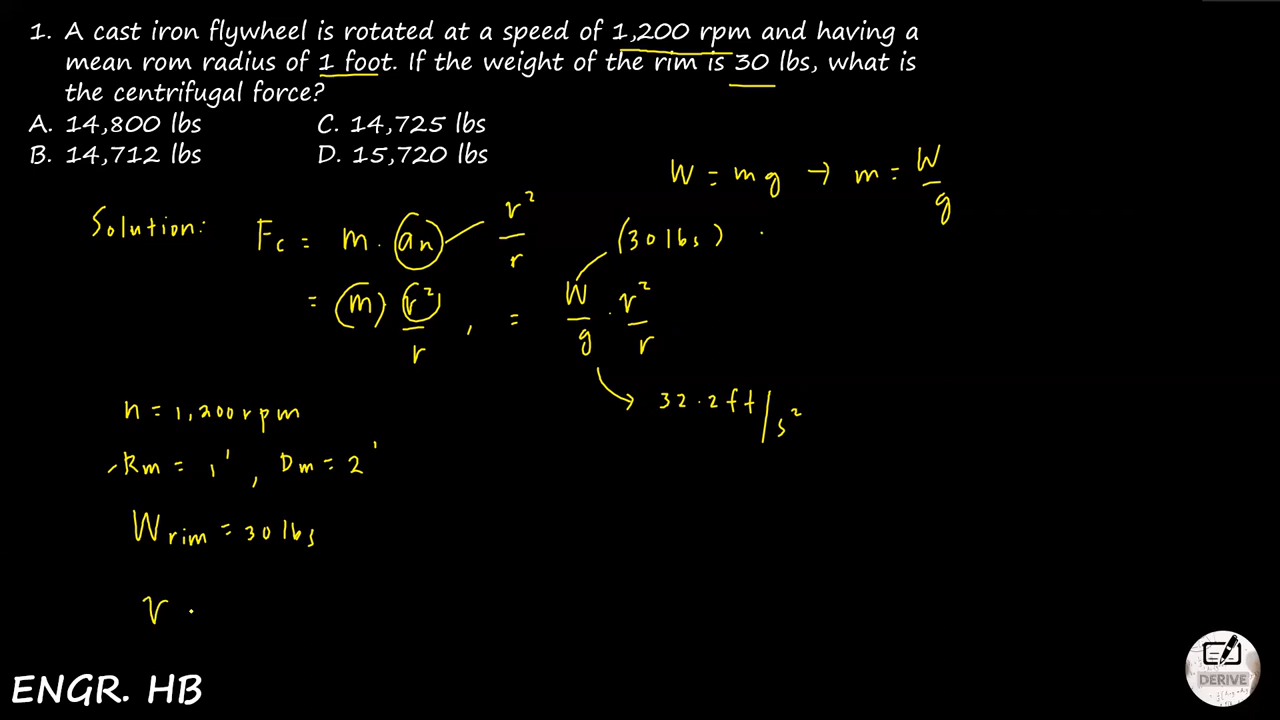 1. A cast iron flywheel is rotated at a speed of 1,200 rpm and having a
mean rom radius of 1 foot. If the weight of the rim is 30 lbs, what is
the centrifugal force?
A. 14,800 lbs C. 14,725 lbs
B. 14,712 lbs D. 15,720 lbs
W = mg → m = W/g
Solution: Fc = m · an v²/r (30 lbs)
= (m) · v²/r , = W/g · v²/r
32.2 ft/s²
n = 1,200 rpm
Rm = 1' , Dm = 2'
Wrim = 30 lbs
v
ENGR. HB
DERIVE